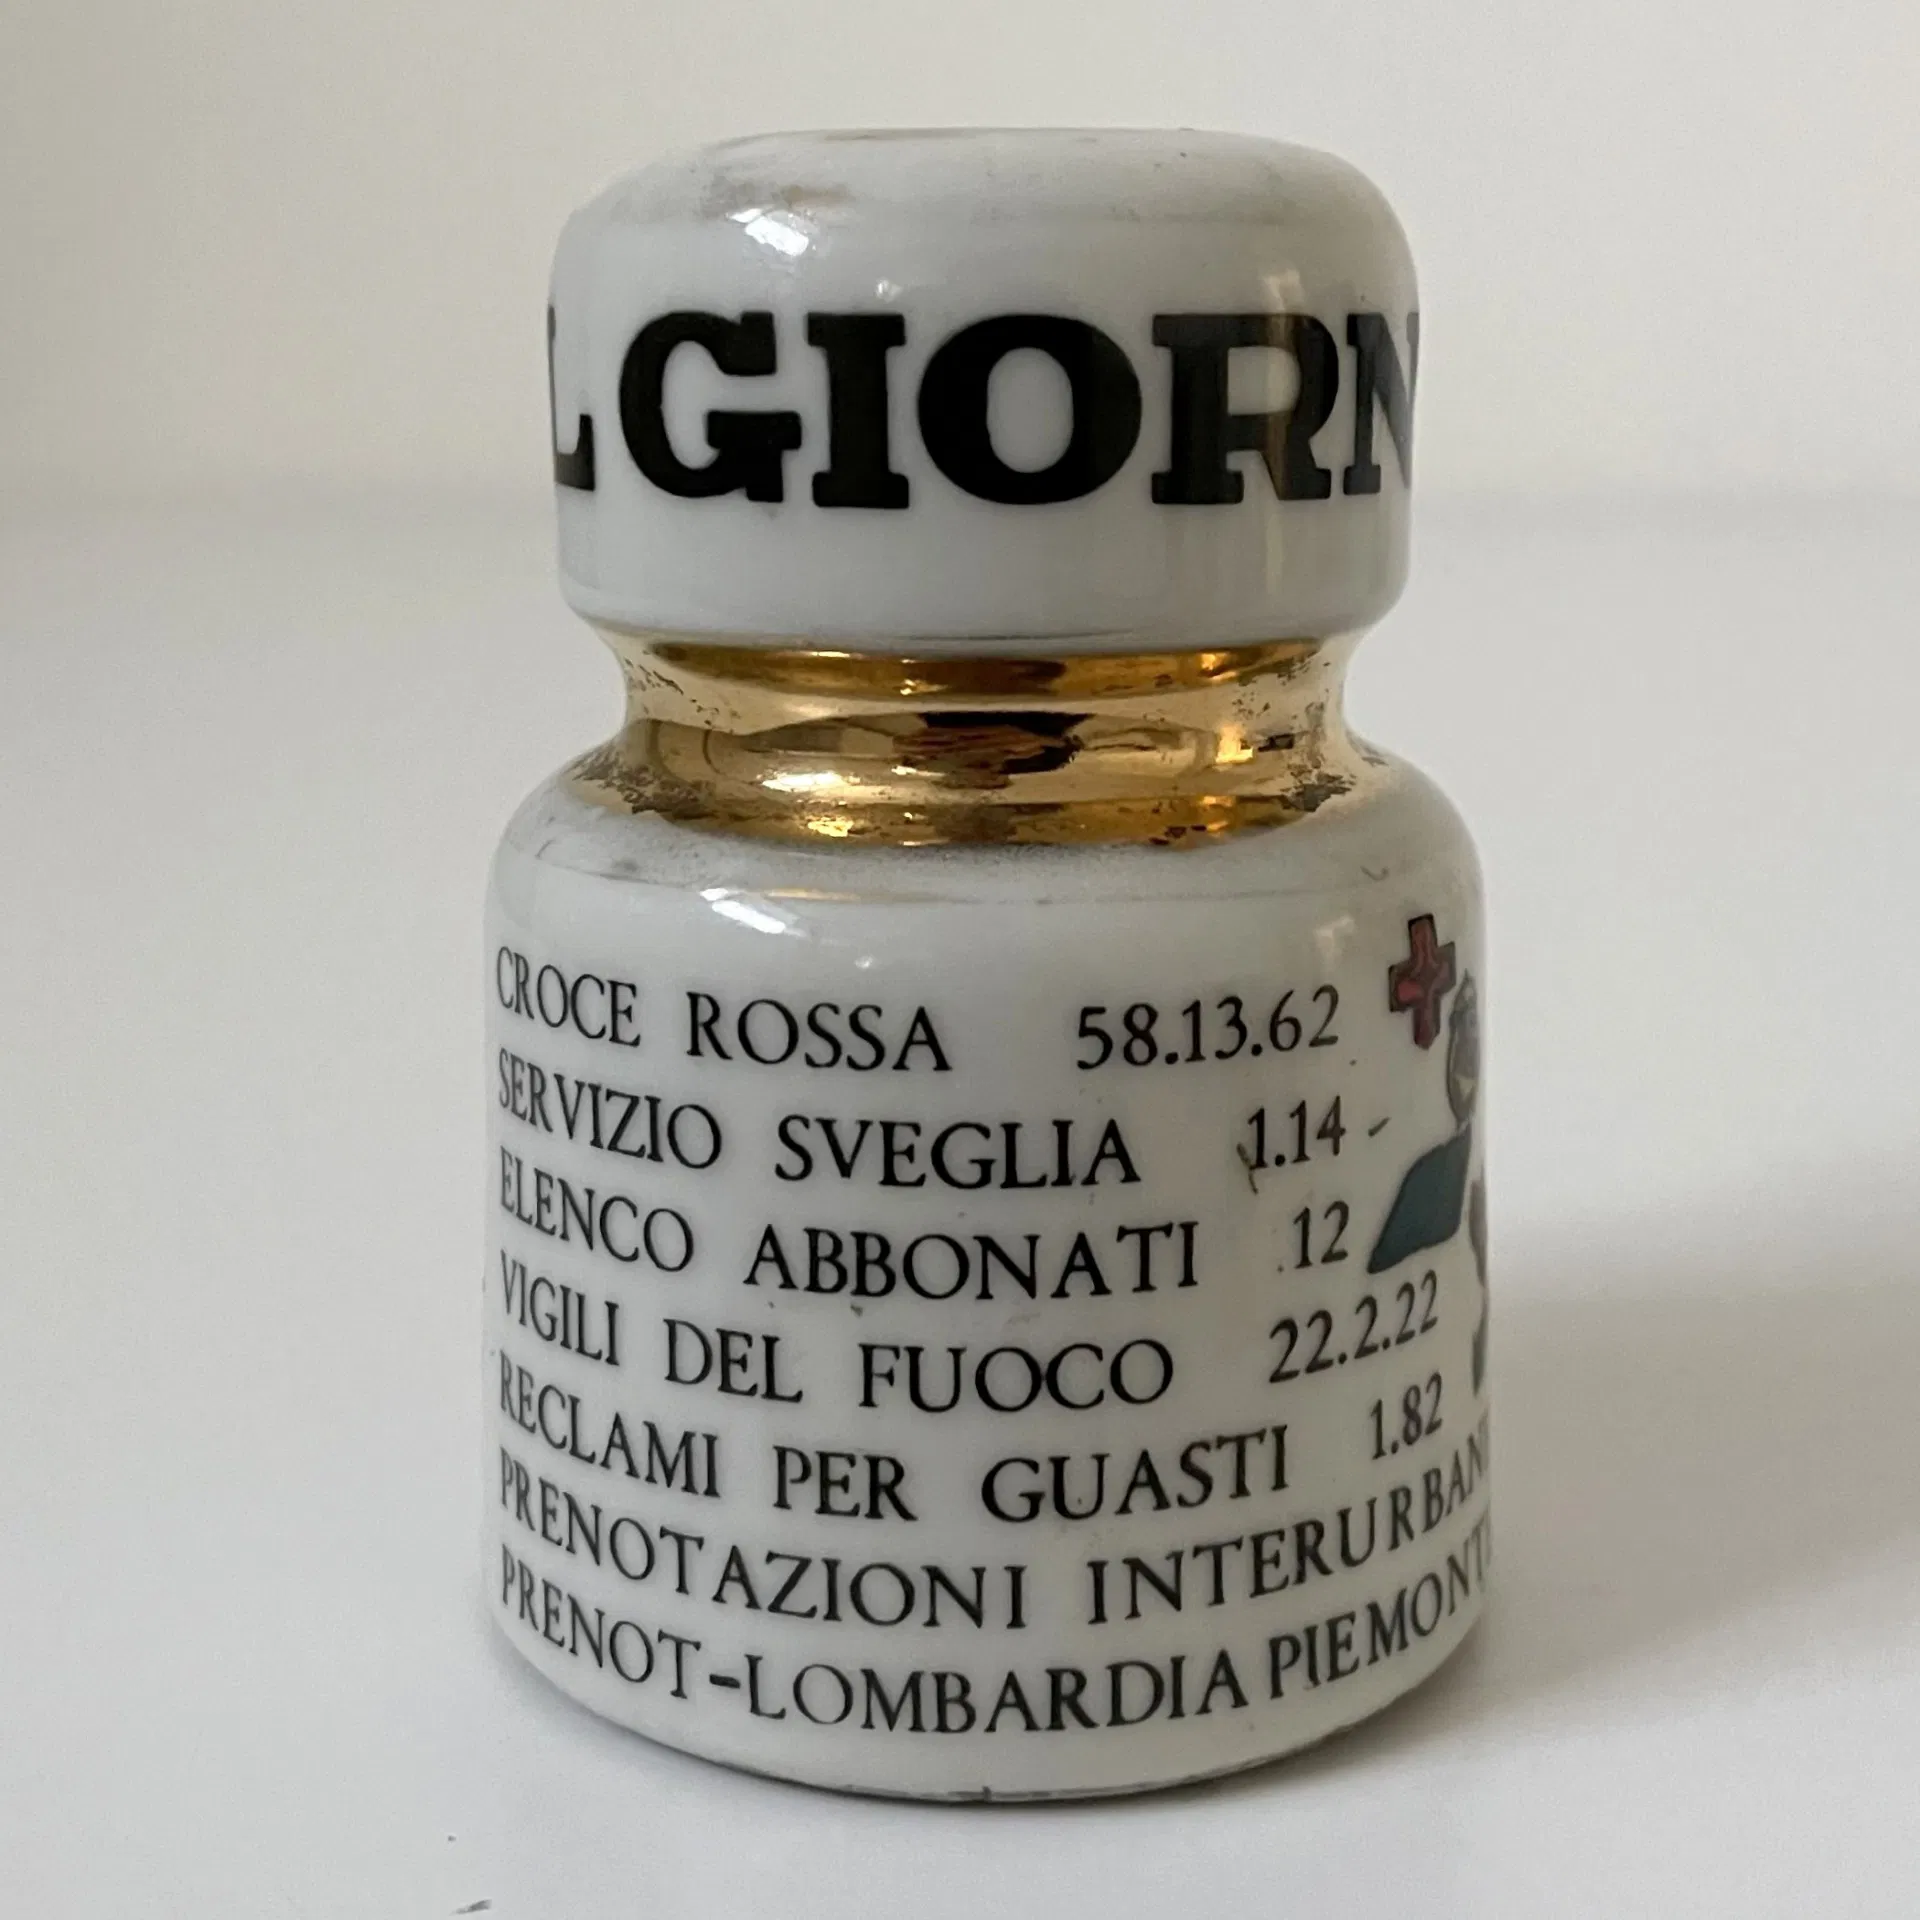 L GIORN
CROCE ROSSA 58.13.62
SERVIZIO SVEGLIA 1.14
ELENCO ABBONATI 12
VIGILI DEL FUOCO 22.2.22
RECLAMI PER GUASTI 1.82
PRENOTAZIONI INTERURBAN
PRENOT-LOMBARDIA PIEMONT